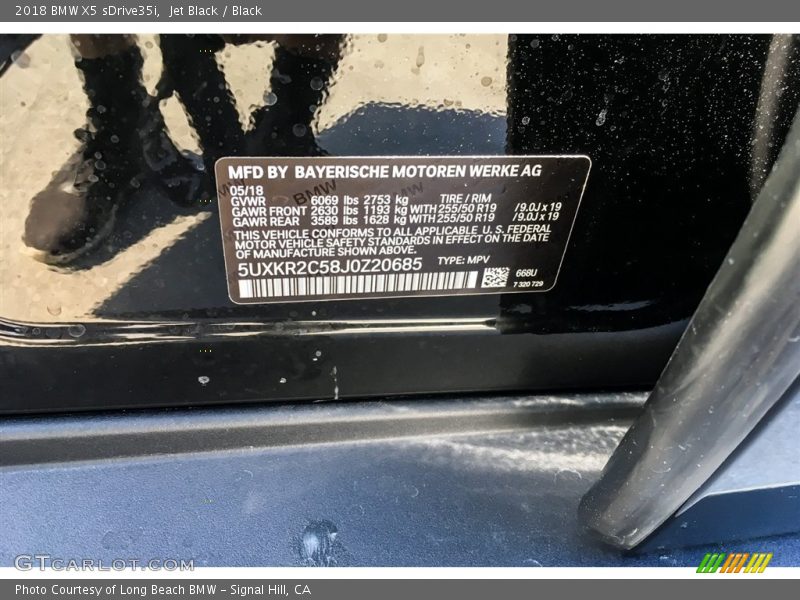 2018 BMW X5 sDrive35i,  Jet Black / Black
MFD BY BAYERISCHE MOTOREN WERKE AG
05/18
GVWR 6069 lbs 2753 kg TIRE / RIM
GAWR FRONT 2630 lbs 1193 kg WITH 255/50 R19 /9.0J x 19
GAWR REAR 3589 lbs 1628 kg WITH 255/50 R19 /9.0J x 19
THIS VEHICLE CONFORMS TO ALL APPLICABLE U. S. FEDERAL
MOTOR VEHICLE SAFETY STANDARDS IN EFFECT ON THE DATE
OF MANUFACTURE SHOWN ABOVE.
5UXKR2C58J0Z20685 TYPE: MPV
668U
7 320 729
GTCarLot.com
Photo Courtesy of Long Beach BMW - Signal Hill, CA